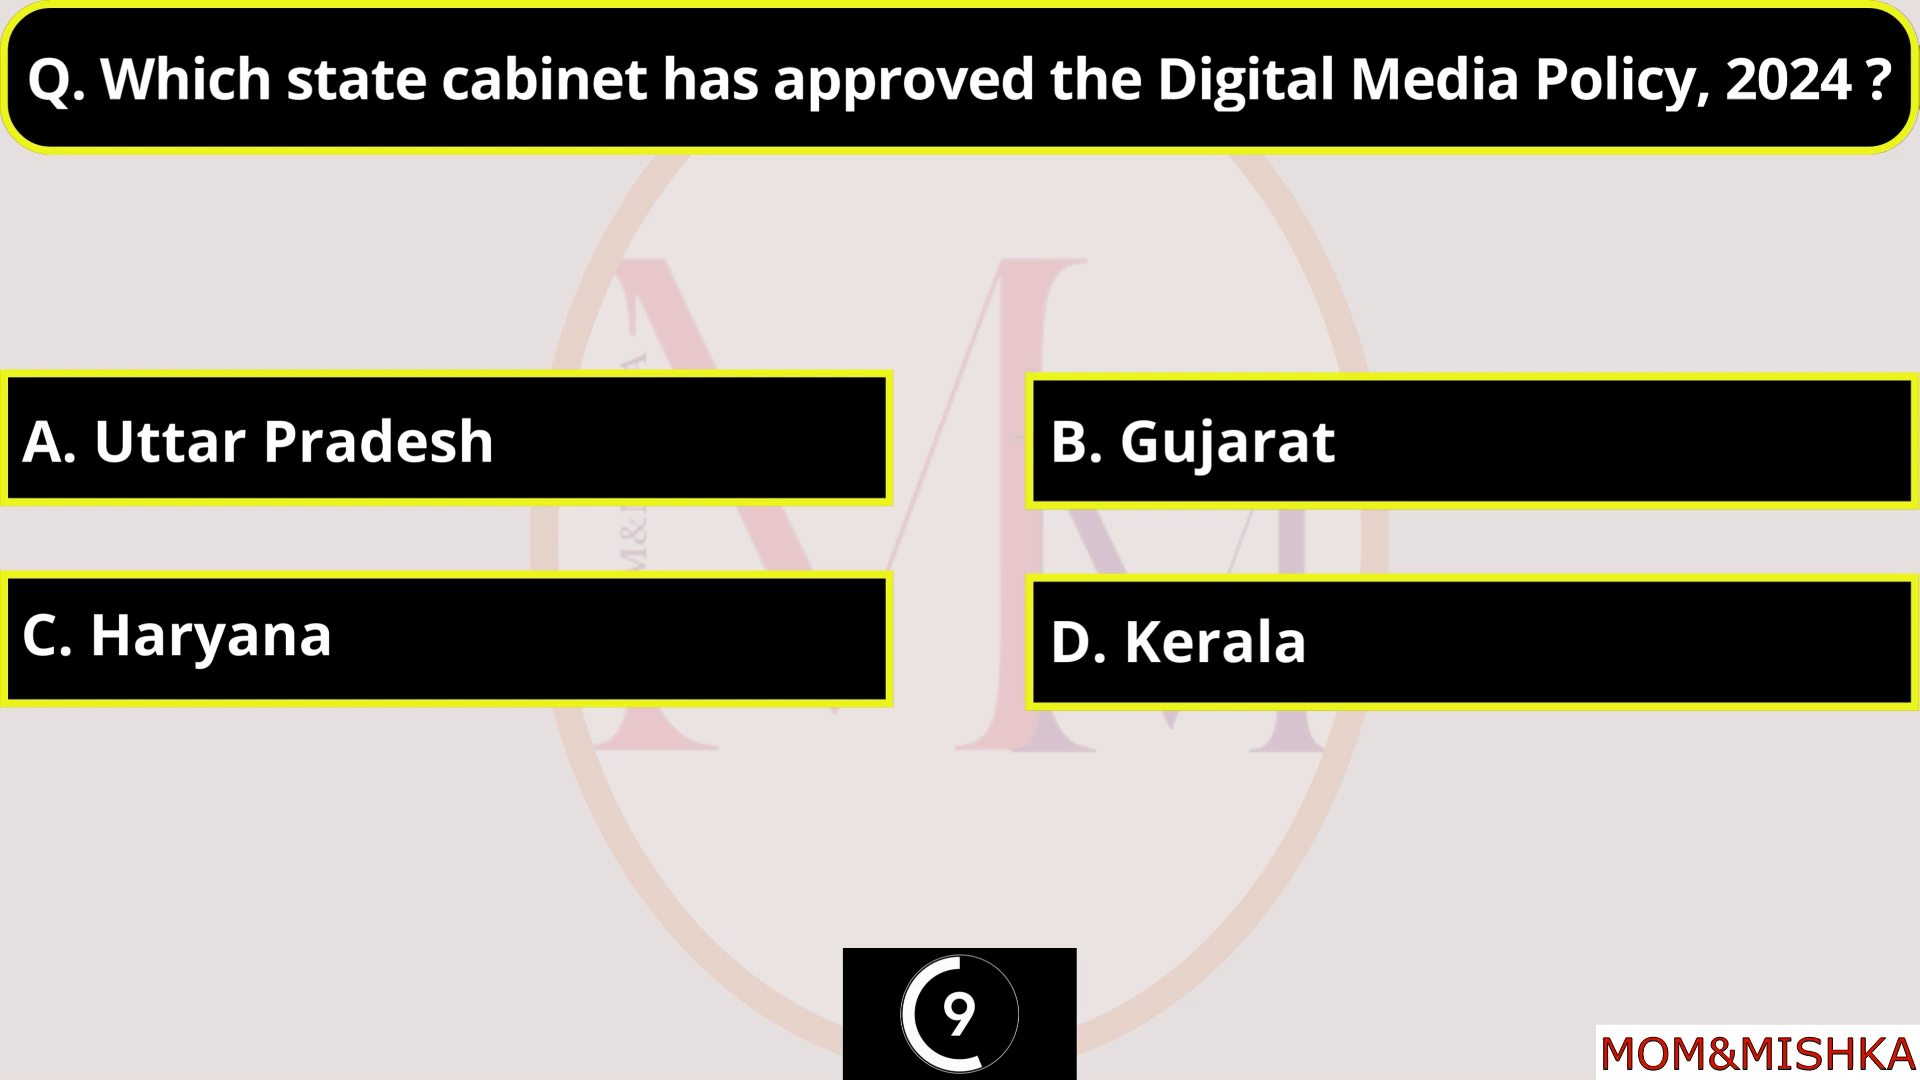 Q. Which state cabinet has approved the Digital Media Policy, 2024 ?
A. Uttar Pradesh
B. Gujarat
C. Haryana
D. Kerala
9
MOM&MISHKA